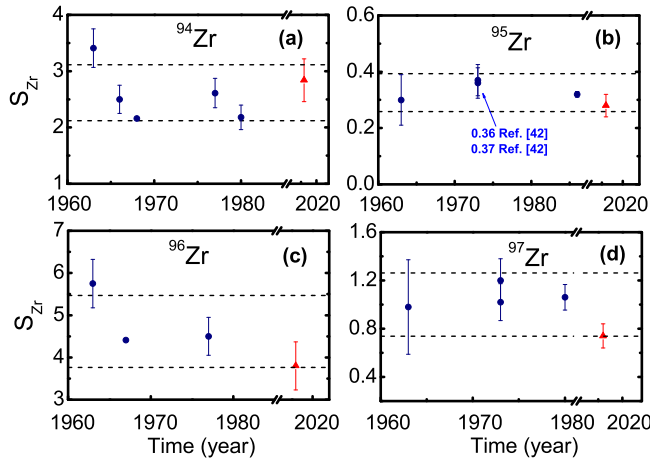 ⁹⁴Zr (a)
S_Zr
4
3
2
1
1960 1970 1980 2020
⁹⁵Zr (b)
0.6
0.4
0.2
0.0
0.36 Ref. [42]
0.37 Ref. [42]
1960 1970 1980 2020
⁹⁶Zr (c)
S_Zr
7
6
5
4
3
1960 1970 1980 2020
Time (year)
⁹⁷Zr (d)
1.6
1.2
0.8
0.4
0.0
1960 1970 1980 2020
Time (year)